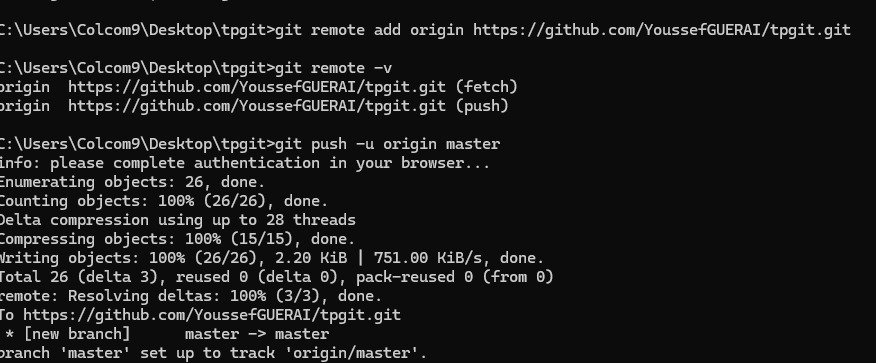 C:\Users\Colcom9\Desktop\tpgit>git remote add origin https://github.com/YoussefGUERAI/tpgit.git
C:\Users\Colcom9\Desktop\tpgit>git remote -v
origin  https://github.com/YoussefGUERAI/tpgit.git (fetch)
origin  https://github.com/YoussefGUERAI/tpgit.git (push)
C:\Users\Colcom9\Desktop\tpgit>git push -u origin master
info: please complete authentication in your browser...
Enumerating objects: 26, done.
Counting objects: 100% (26/26), done.
Delta compression using up to 28 threads
Compressing objects: 100% (15/15), done.
Writing objects: 100% (26/26), 2.20 KiB | 751.00 KiB/s, done.
Total 26 (delta 3), reused 0 (delta 0), pack-reused 0 (from 0)
remote: Resolving deltas: 100% (3/3), done.
To https://github.com/YoussefGUERAI/tpgit.git
 * [new branch]      master -> master
branch 'master' set up to track 'origin/master'.